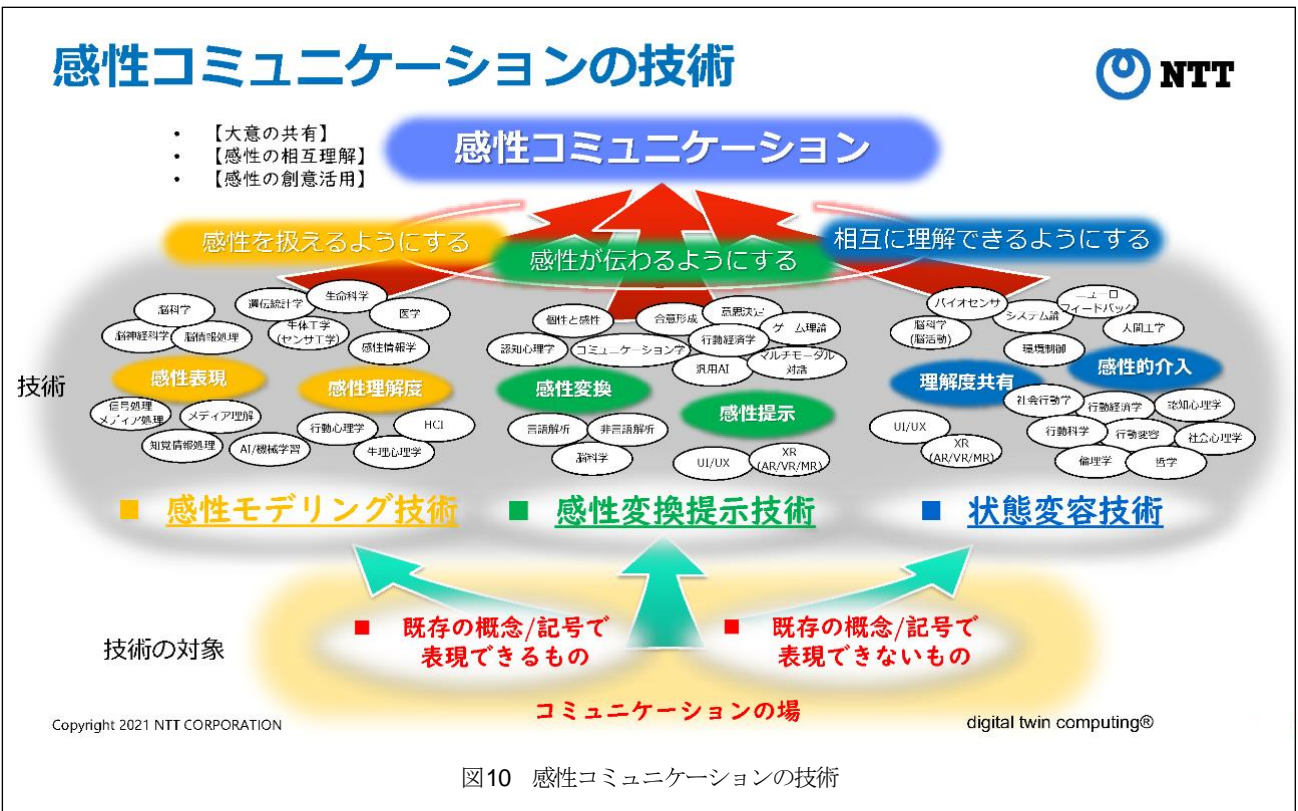 感性コミュニケーションの技術
NTT
• 【大意の共有】
• 【感性の相互理解】
• 【感性の創意活用】
感性コミュニケーション
感性を扱えるようにする
感性が伝わるようにする
相互に理解できるようにする
技術
脳科学
遺伝統計学
生命科学
医学
脳神経科学
脳情報処理
生体工学
(センサ工学)
感性情報学
感性表現
感性理解度
信号処理
メディア処理
メディア理解
行動心理学
HCI
知覚情報処理
AI/機械学習
生理心理学
■ 感性モデリング技術
個性と感性
合意形成
意思決定
ゲーム理論
認知心理学
コミューケーション学
行動経済学
汎用AI
マルチモーダル
対話
感性変換
感性提示
言語解析
非言語解析
脳科学
UI/UX
XR
(AR/VR/MR)
■ 感性変換提示技術
バイオセンサ
ニューロ
フィードバック
脳科学
(脳活動)
システム論
人間工学
環境制御
理解度共有
感性的介入
社会行動学
行動経済学
認知心理学
UI/UX
行動科学
行動変容
社会心理学
XR
(AR/VR/MR)
倫理学
哲学
■ 状態変容技術
技術の対象
■ 既存の概念/記号で
表現できるもの
■ 既存の概念/記号で
表現できないもの
コミュニケーションの場
Copyright 2021 NTT CORPORATION
digital twin computing®
図10 感性コミュニケーションの技術